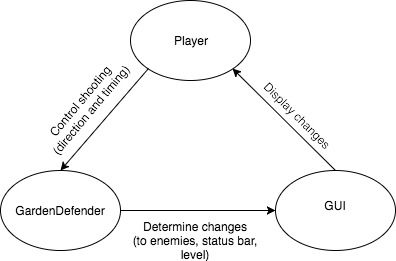 Player
Control shooting
(direction and timing)
Display changes
GardenDefender
GUI
Determine changes
(to enemies, status bar,
level)